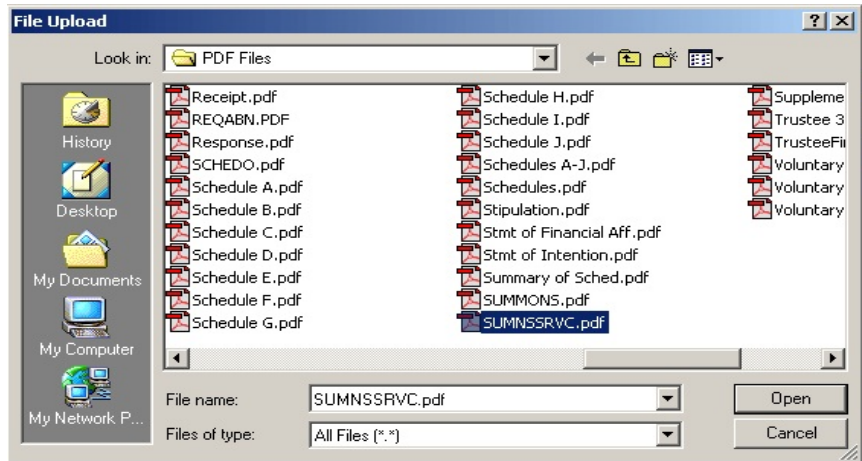 File Upload
Look in: PDF Files
History
Desktop
My Documents
My Computer
My Network P...
Receipt.pdf
REQABN.PDF
Response.pdf
SCHEDO.pdf
Schedule A.pdf
Schedule B.pdf
Schedule C.pdf
Schedule D.pdf
Schedule E.pdf
Schedule F.pdf
Schedule G.pdf
Schedule H.pdf
Schedule I.pdf
Schedule J.pdf
Schedules A-J.pdf
Schedules.pdf
Stipulation.pdf
Stmt of Financial Aff.pdf
Stmt of Intention.pdf
Summary of Sched.pdf
SUMMONS.pdf
SUMNSSRVC.pdf
Suppleme
Trustee 3
TrusteeFi
Voluntary
Voluntary
Voluntary
File name: SUMNSSRVC.pdf Open
Files of type: All Files (*.*) Cancel